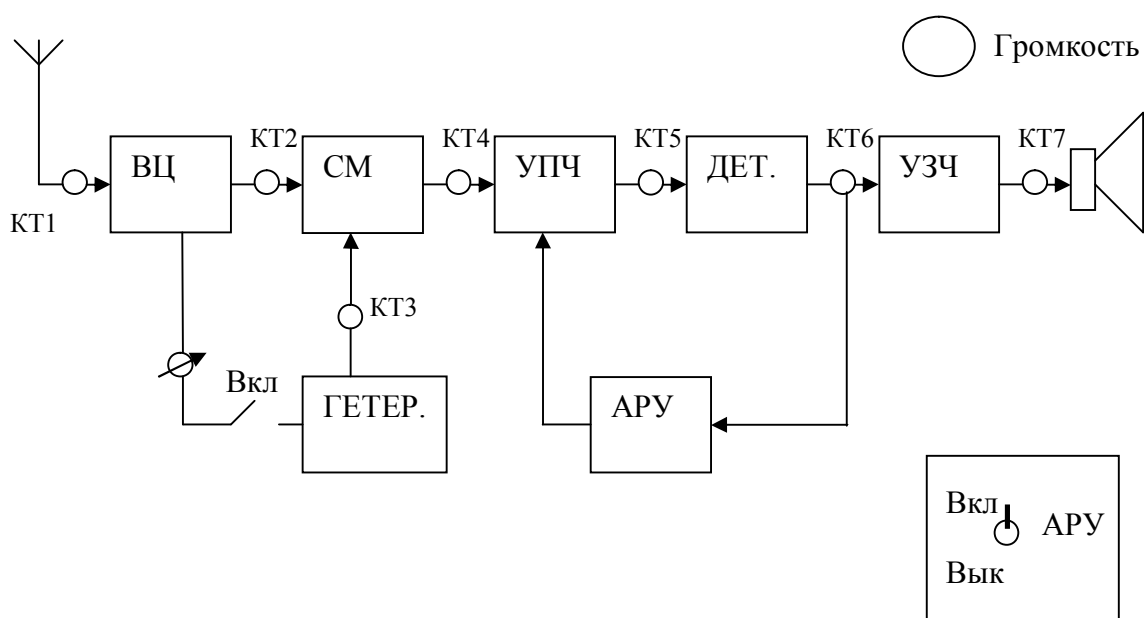 Громкость
КТ1
ВЦ
КТ2
СМ
КТ4
УПЧ
КТ5
ДЕТ.
КТ6
УЗЧ
КТ7
КТ3
Вкл
ГЕТЕР.
АРУ
Вкл
АРУ
Вык